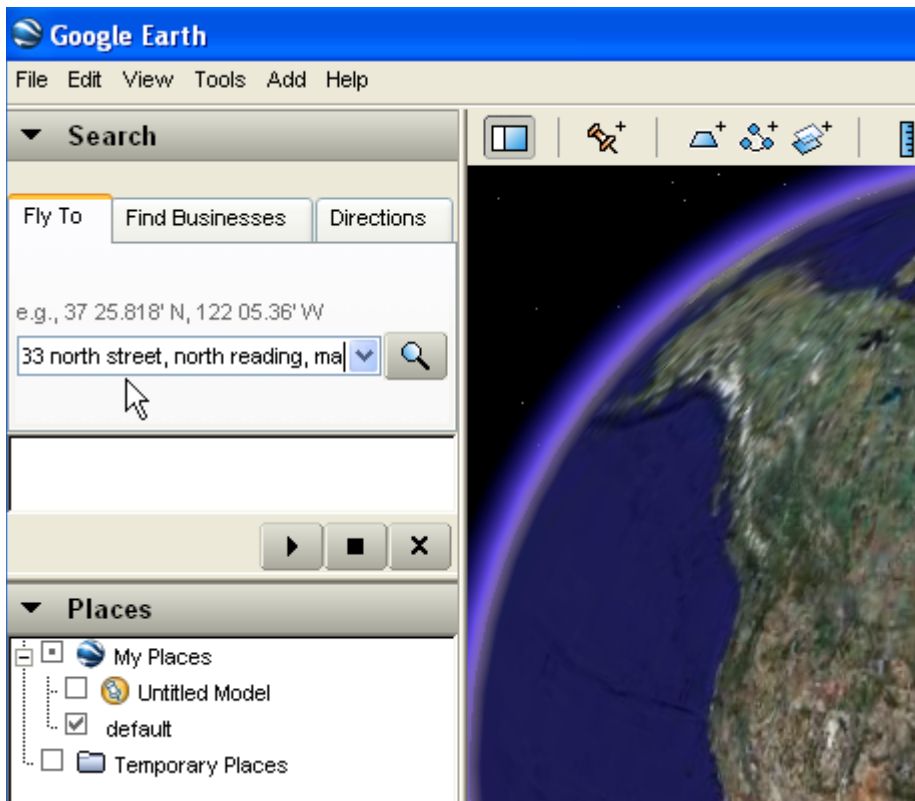 Google Earth
File Edit View Tools Add Help
Search
Fly To Find Businesses Directions
e.g., 37 25.818' N, 122 05.36' W
33 north street, north reading, ma
Places
My Places
Untitled Model
default
Temporary Places